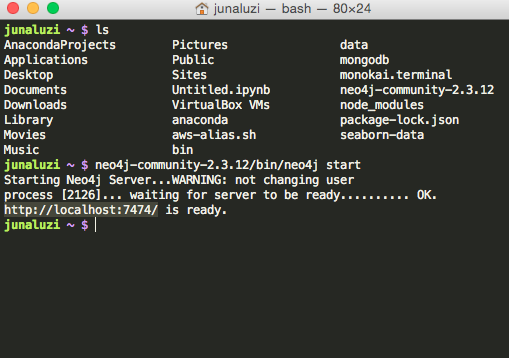 junaluzi — bash — 80×24
junaluzi ~ $ ls
AnacondaProjects Pictures data
Applications Public mongodb
Desktop Sites monokai.terminal
Documents Untitled.ipynb neo4j-community-2.3.12
Downloads VirtualBox VMs node_modules
Library anaconda package-lock.json
Movies aws-alias.sh seaborn-data
Music bin
junaluzi ~ $ neo4j-community-2.3.12/bin/neo4j start
Starting Neo4j Server...WARNING: not changing user
process [2126]... waiting for server to be ready.......... OK.
http://localhost:7474/ is ready.
junaluzi ~ $